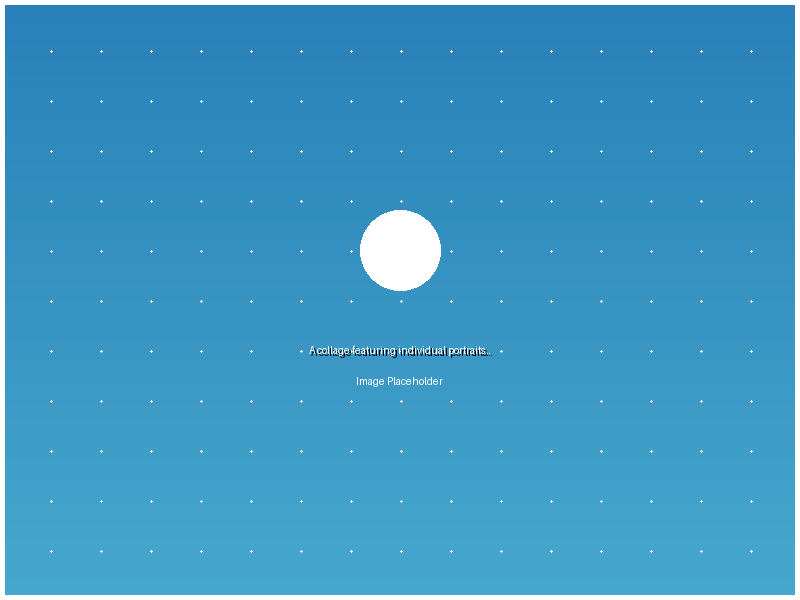 A collage featuring individual portraits...
Image Placeholder